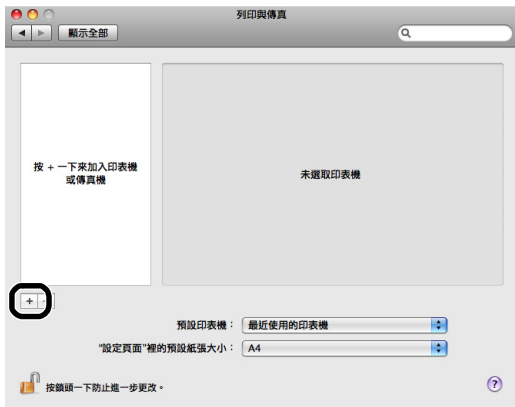 列印與傳真
顯示全部
按 + 一下來加入印表機
或傳真機
未選取印表機
+ -
預設印表機： 最近使用的印表機
“設定頁面”裡的預設紙張大小： A4
按鎖頭一下防止進一步更改。
?